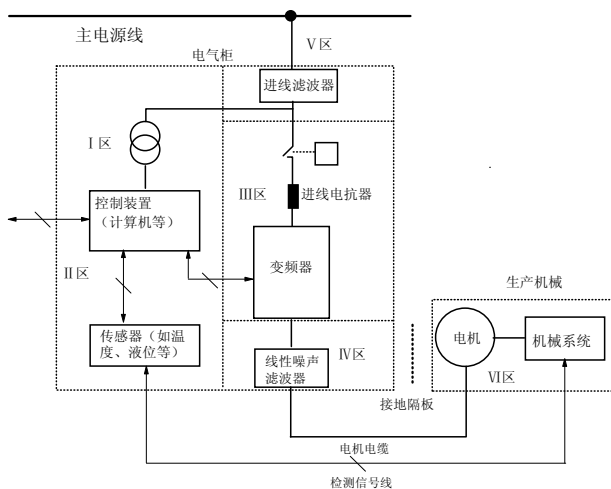 主电源线
V区
电气柜
进线滤波器
I区
III区
进线电抗器
控制装置
（计算机等）
变频器
II区
生产机械
传感器（如温
度、液位等）
线性噪声
滤波器
IV区
电机
机械系统
VI区
接地隔板
电机电缆
检测信号线